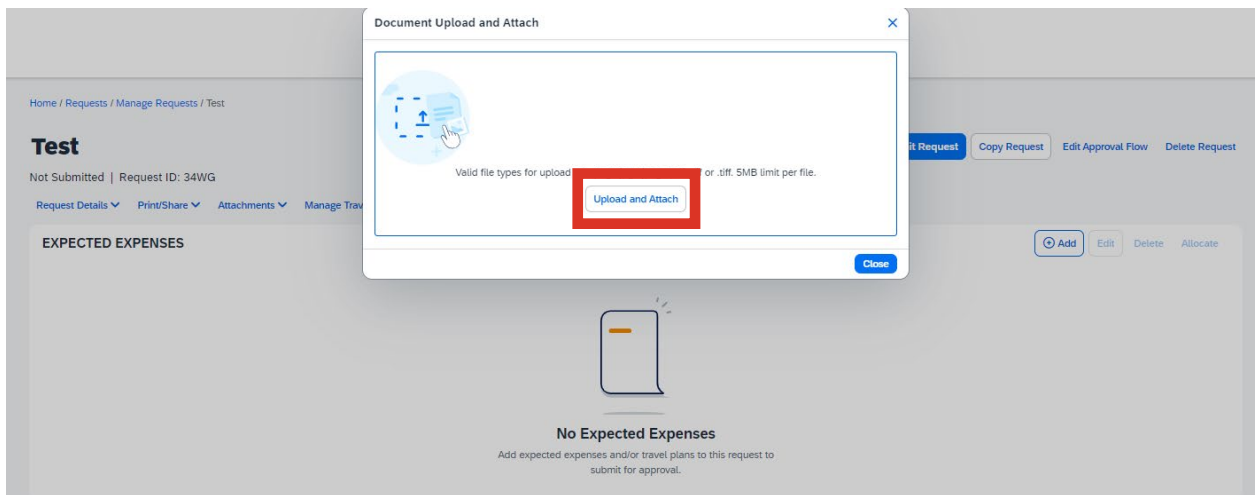 Document Upload and Attach
Home / Requests / Manage Requests / Test
Test
it Request Copy Request Edit Approval Flow Delete Request
Not Submitted | Request ID: 34WG
Valid file types for upload or .tiff. 5MB limit per file.
Upload and Attach
Request Details Print/Share Attachments Manage
EXPECTED EXPENSES
Add Edit Delete Allocate
Close
No Expected Expenses
Add expected expenses and/or travel plans to this request to
submit for approval.